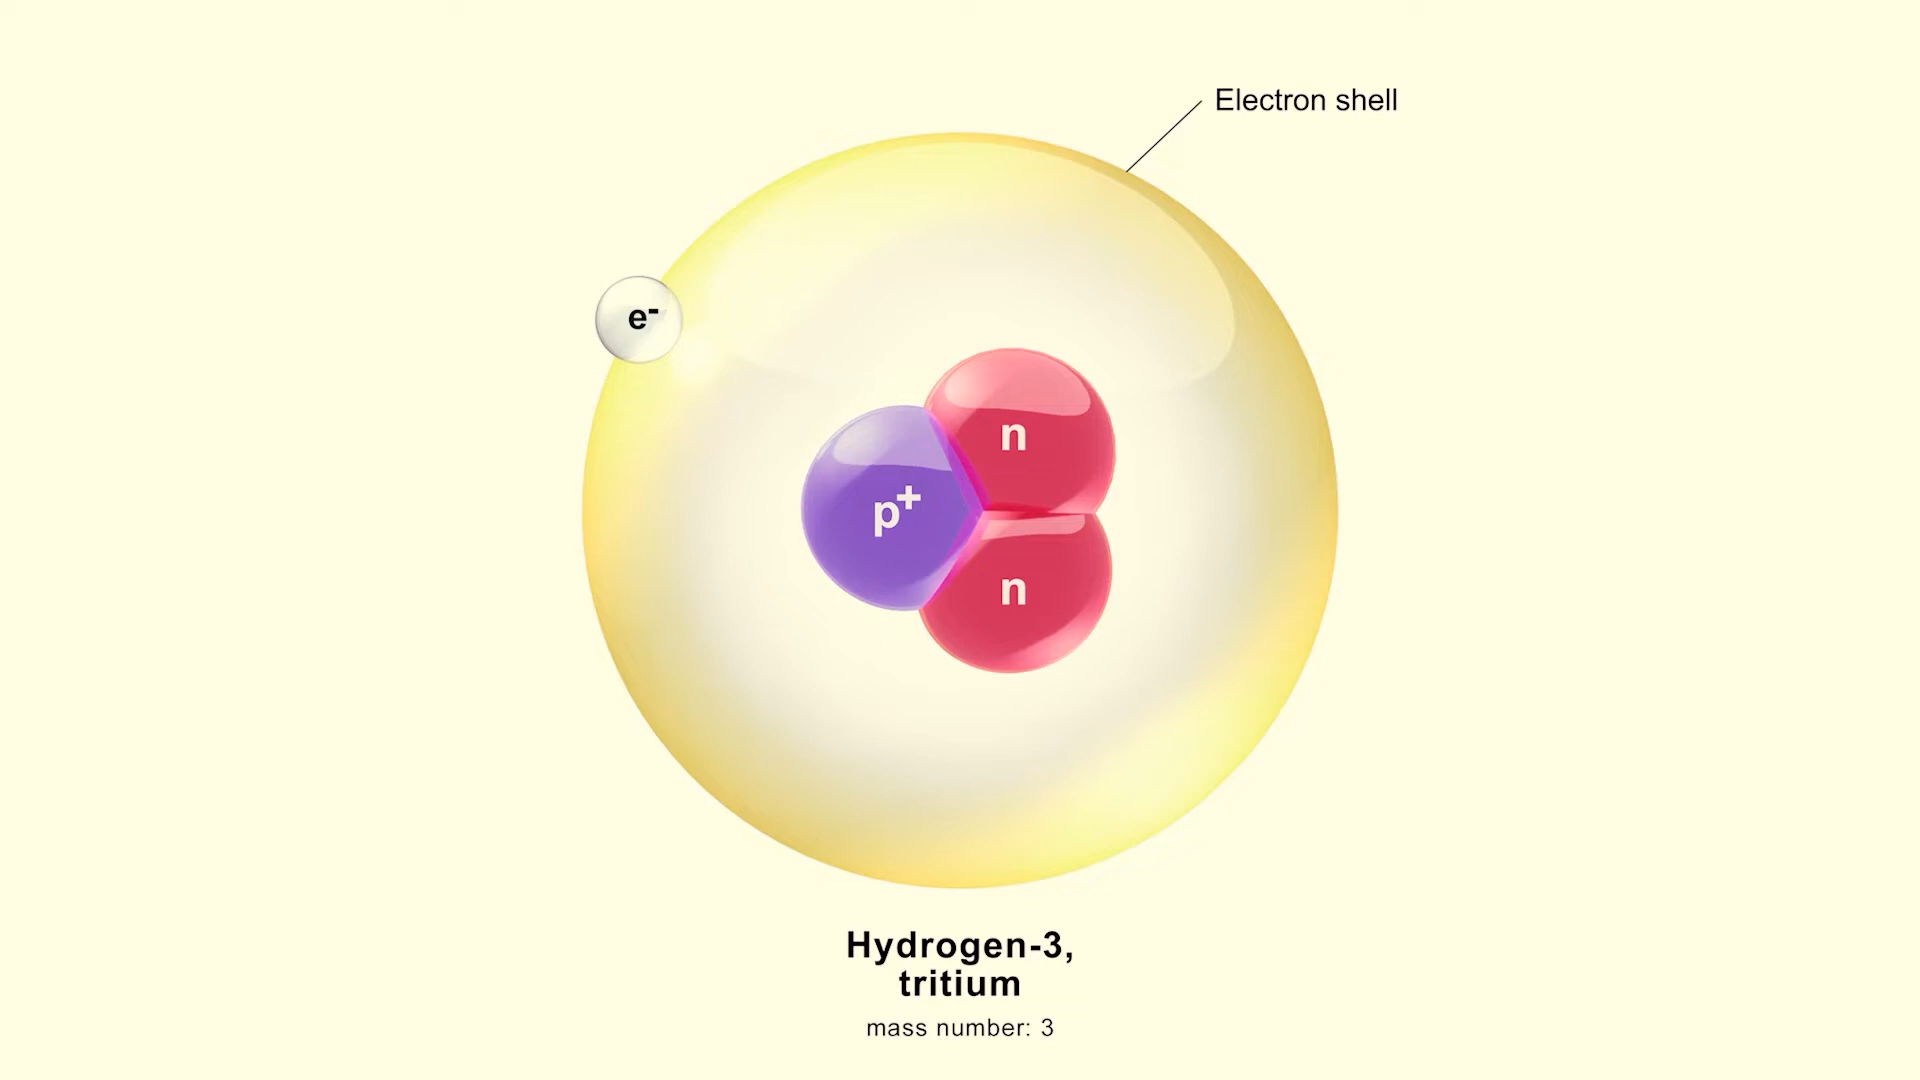 Electron shell
e-
n
p+
n
Hydrogen-3,
tritium
mass number: 3